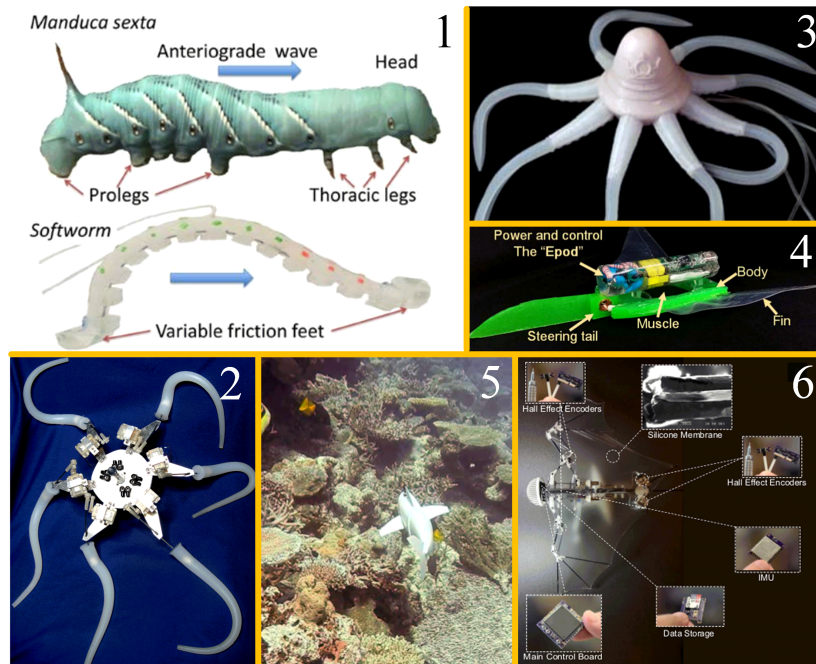 Manduca sexta
1
Anteriograde wave
Head
Prolegs
Thoracic legs
Softworm
Variable friction feet
3
4
Power and control
The "Epod"
Body
Muscle
Fin
Steering tail
2
5
6
Hall Effect Encoders
Silicone Membrane
Hall Effect Encoders
IMU
Data Storage
Main Control Board